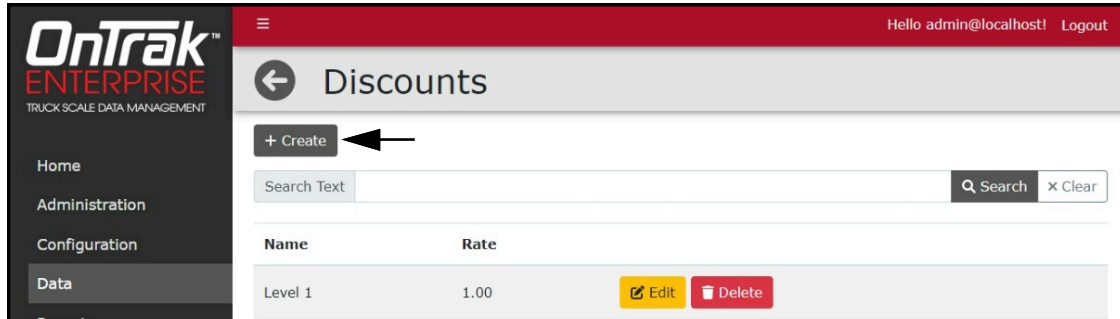 OnTrak™
ENTERPRISE
TRUCK SCALE DATA MANAGEMENT
Home
Administration
Configuration
Data
Hello admin@localhost! Logout
Discounts
+ Create
Search Text Search × Clear
Name Rate
Level 1 1.00 Edit Delete